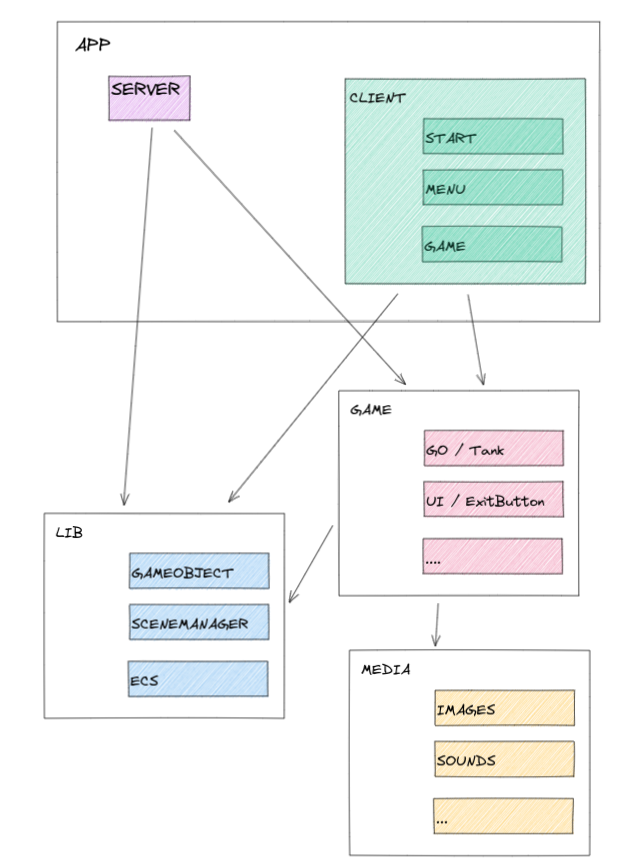 APP
SERVER
CLIENT
START
MENU
GAME
GAME
GO / Tank
UI / ExitButton
....
LIB
GAMEOBJECT
SCENEMANAGER
ECS
MEDIA
IMAGES
SOUNDS
...